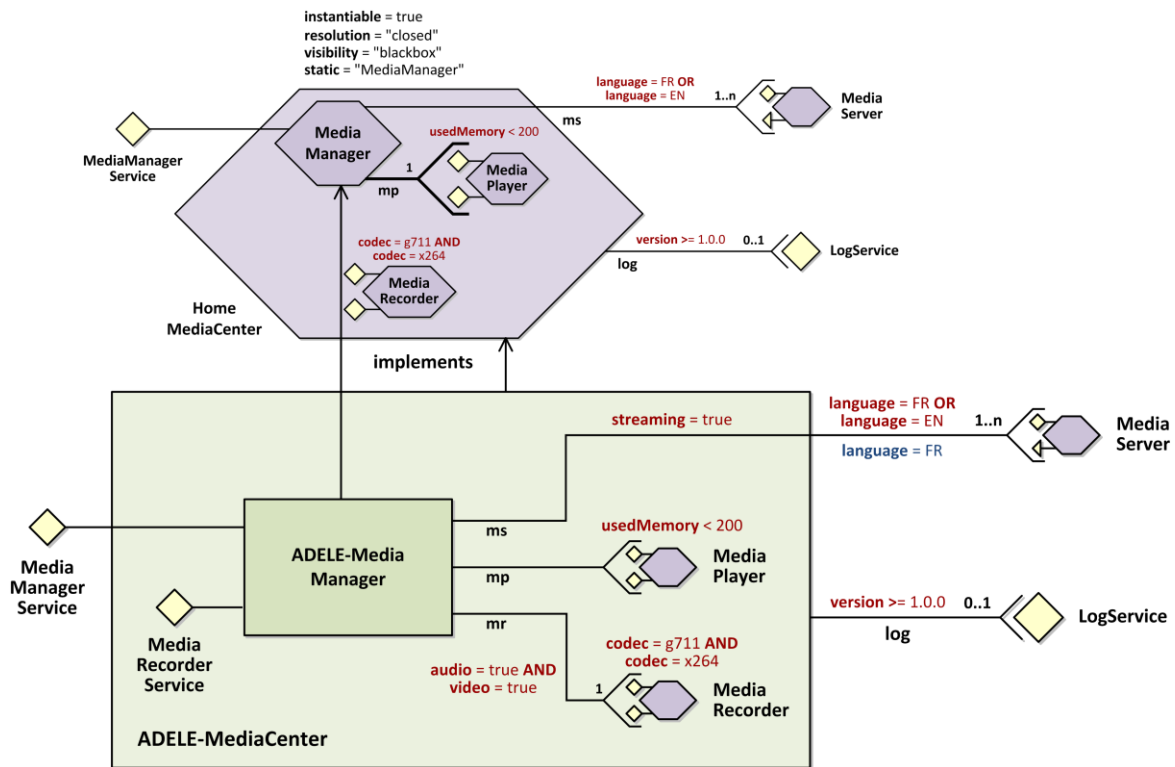 instantiable = true
resolution = "closed"
visibility = "blackbox"
static = "MediaManager"
language = FR OR
language = EN
1..n
Media
Server
ms
MediaManager
Service
Media
Manager
usedMemory < 200
1
mp
Media
Player
codec = g711 AND
codec = x264
Media
Recorder
version >= 1.0.0
0..1
log
LogService
Home
MediaCenter
implements
streaming = true
language = FR OR
language = EN
1..n
language = FR
Media
Server
Media
Manager
Service
ADELE-Media
Manager
ms
mp
mr
usedMemory < 200
Media
Player
Media
Recorder
Service
version >= 1.0.0
0..1
log
LogService
audio = true AND
video = true
codec = g711 AND
codec = x264
1
Media
Recorder
ADELE-MediaCenter